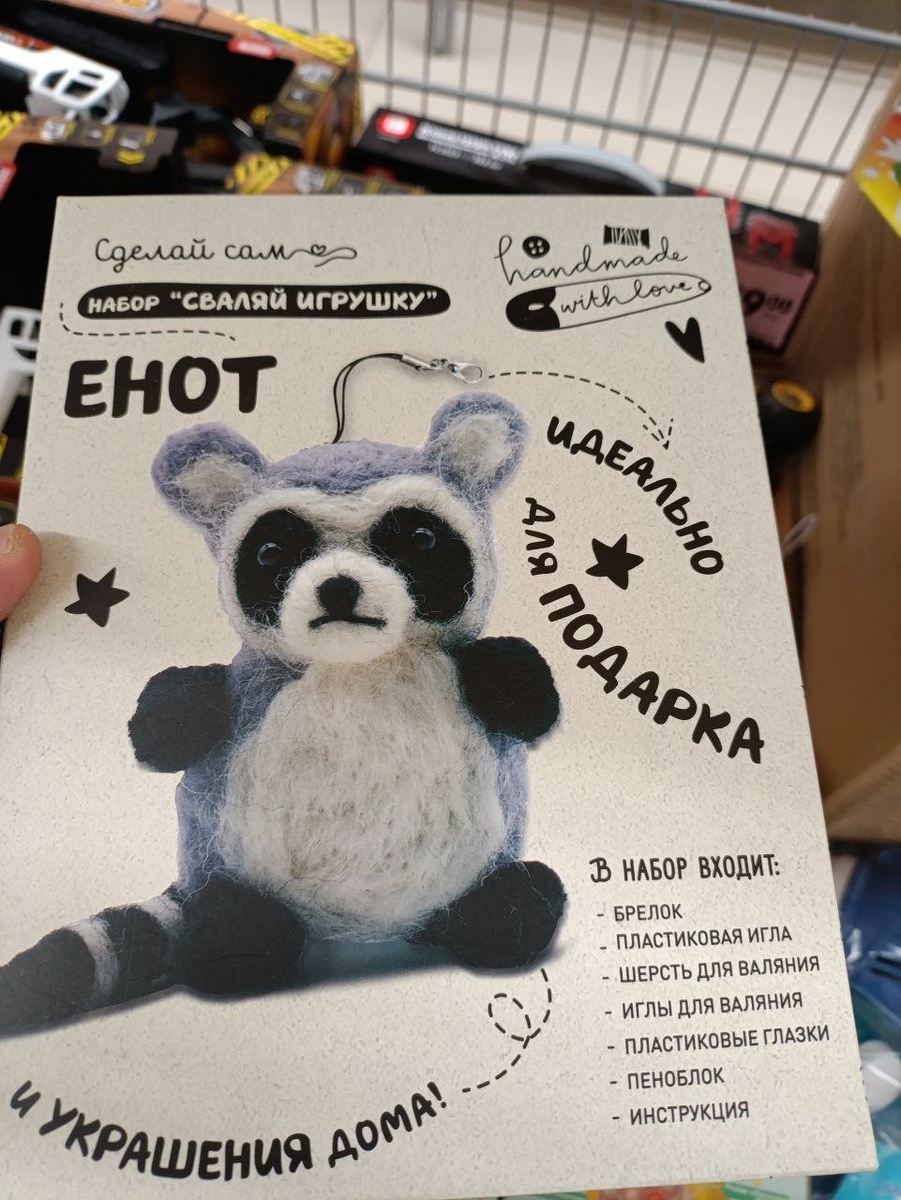 Сделай сам
НАБОР "СВАЛЯЙ ИГРУШКУ"
ЕНОТ
handmade
with love
ИДЕАЛЬНО
ДЛЯ ПОДАРКА
И УКРАШЕНИЯ ДОМА!
В НАБОР ВХОДИТ:
- БРЕЛОК
- ПЛАСТИКОВАЯ ИГЛА
- ШЕРСТЬ ДЛЯ ВАЛЯНИЯ
- ИГЛЫ ДЛЯ ВАЛЯНИЯ
- ПЛАСТИКОВЫЕ ГЛАЗКИ
- ПЕНОБЛОК
- ИНСТРУКЦИЯ